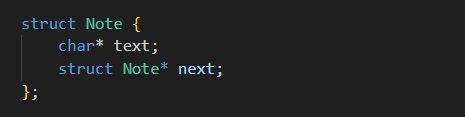 struct Note {
    char* text;
    struct Note* next;
};